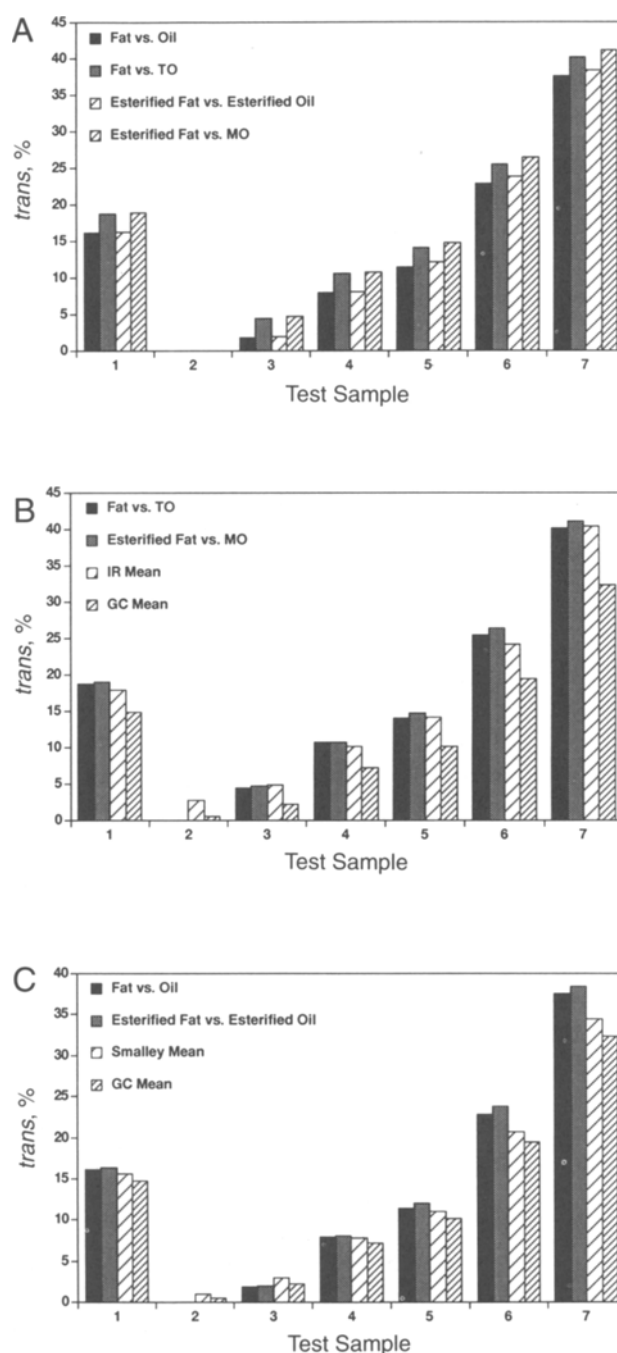 A
45
40
35
30
25
20
15
10
5
0
trans, %
Fat vs. Oil
Fat vs. TO
Esterified Fat vs. Esterified Oil
Esterified Fat vs. MO
1 2 3 4 5 6 7
Test Sample
B
45
40
35
30
25
20
15
10
5
0
trans, %
Fat vs. TO
Esterified Fat vs. MO
IR Mean
GC Mean
1 2 3 4 5 6 7
Test Sample
C
40
35
30
25
20
15
10
5
0
trans, %
Fat vs. Oil
Esterified Fat vs. Esterified Oil
Smalley Mean
GC Mean
1 2 3 4 5 6 7
Test Sample